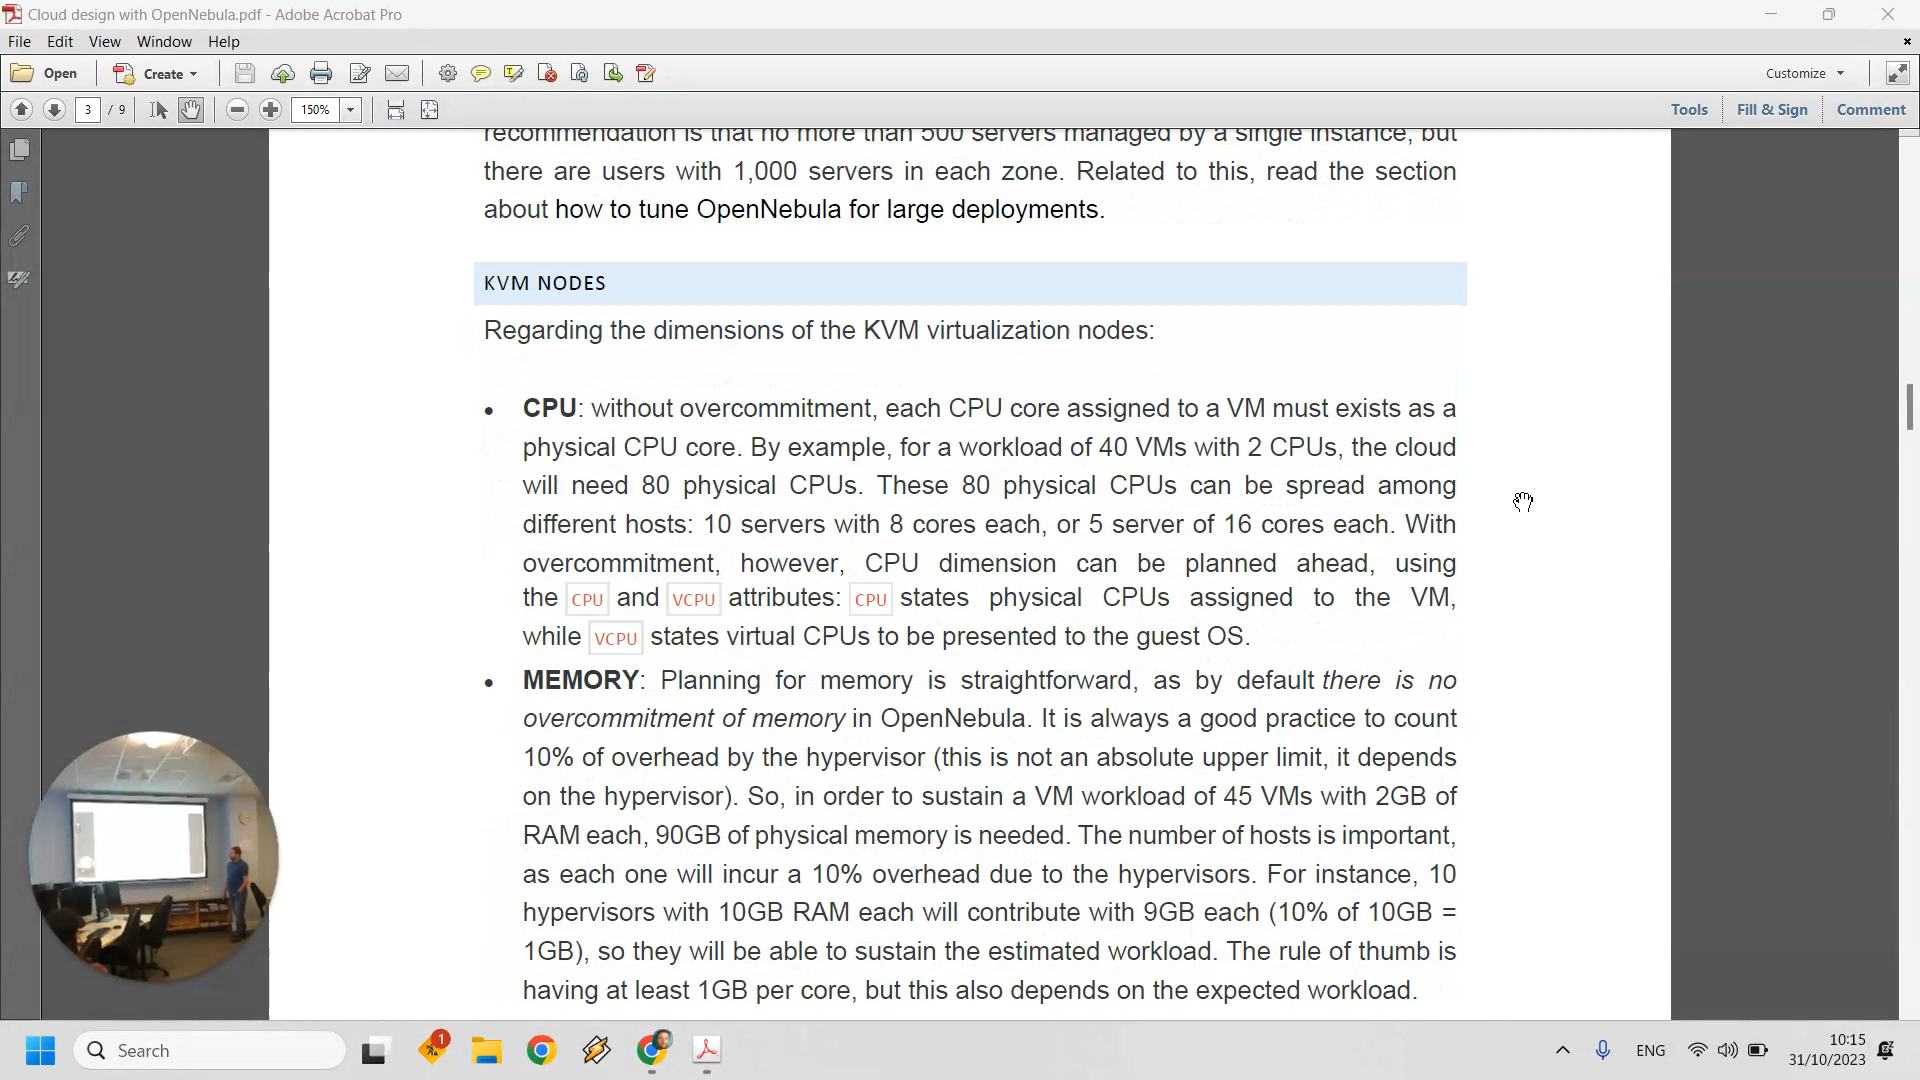 Cloud design with OpenNebula.pdf - Adobe Acrobat Pro
File Edit View Window Help
Open Create Customize
3 / 9 150% Tools Fill & Sign Comment
recommendation is that no more than 500 servers managed by a single instance, but
there are users with 1,000 servers in each zone. Related to this, read the section
about how to tune OpenNebula for large deployments.
KVM NODES
Regarding the dimensions of the KVM virtualization nodes:
• CPU: without overcommitment, each CPU core assigned to a VM must exists as a
physical CPU core. By example, for a workload of 40 VMs with 2 CPUs, the cloud
will need 80 physical CPUs. These 80 physical CPUs can be spread among
different hosts: 10 servers with 8 cores each, or 5 server of 16 cores each. With
overcommitment, however, CPU dimension can be planned ahead, using
the CPU and VCPU attributes: CPU states physical CPUs assigned to the VM,
while VCPU states virtual CPUs to be presented to the guest OS.
• MEMORY: Planning for memory is straightforward, as by default there is no
overcommitment of memory in OpenNebula. It is always a good practice to count
10% of overhead by the hypervisor (this is not an absolute upper limit, it depends
on the hypervisor). So, in order to sustain a VM workload of 45 VMs with 2GB of
RAM each, 90GB of physical memory is needed. The number of hosts is important,
as each one will incur a 10% overhead due to the hypervisors. For instance, 10
hypervisors with 10GB RAM each will contribute with 9GB each (10% of 10GB =
1GB), so they will be able to sustain the estimated workload. The rule of thumb is
having at least 1GB per core, but this also depends on the expected workload.
Search 1 ENG 10:15
31/10/2023